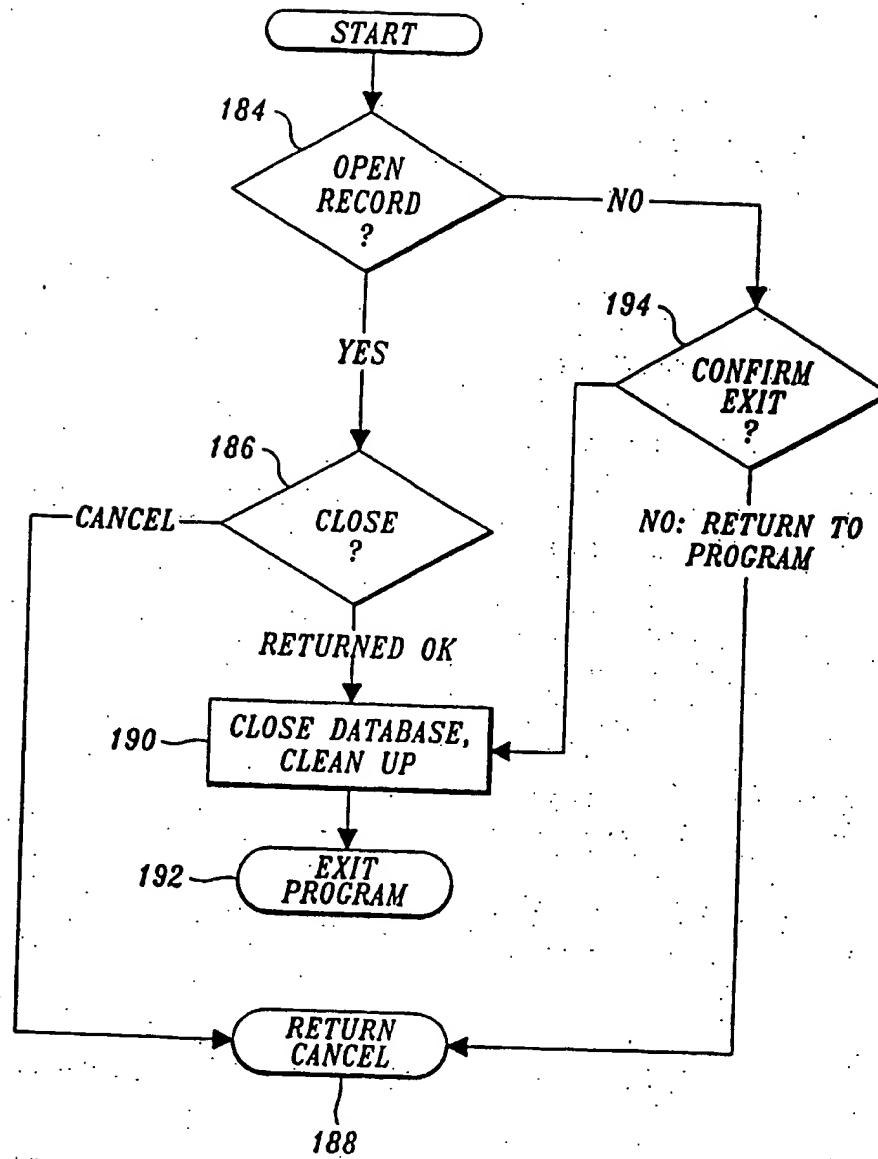 START
184
OPEN
RECORD
?
NO
194
CONFIRM
EXIT
?
YES
186
CANCEL
CLOSE
?
NO: RETURN TO
PROGRAM
RETURNED OK
190
CLOSE DATABASE,
CLEAN UP
192
EXIT
PROGRAM
RETURN
CANCEL
188